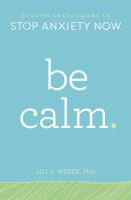 proven techniques to
STOP ANXIETY NOW
be
calm.
JILL P. WEBER, PhD